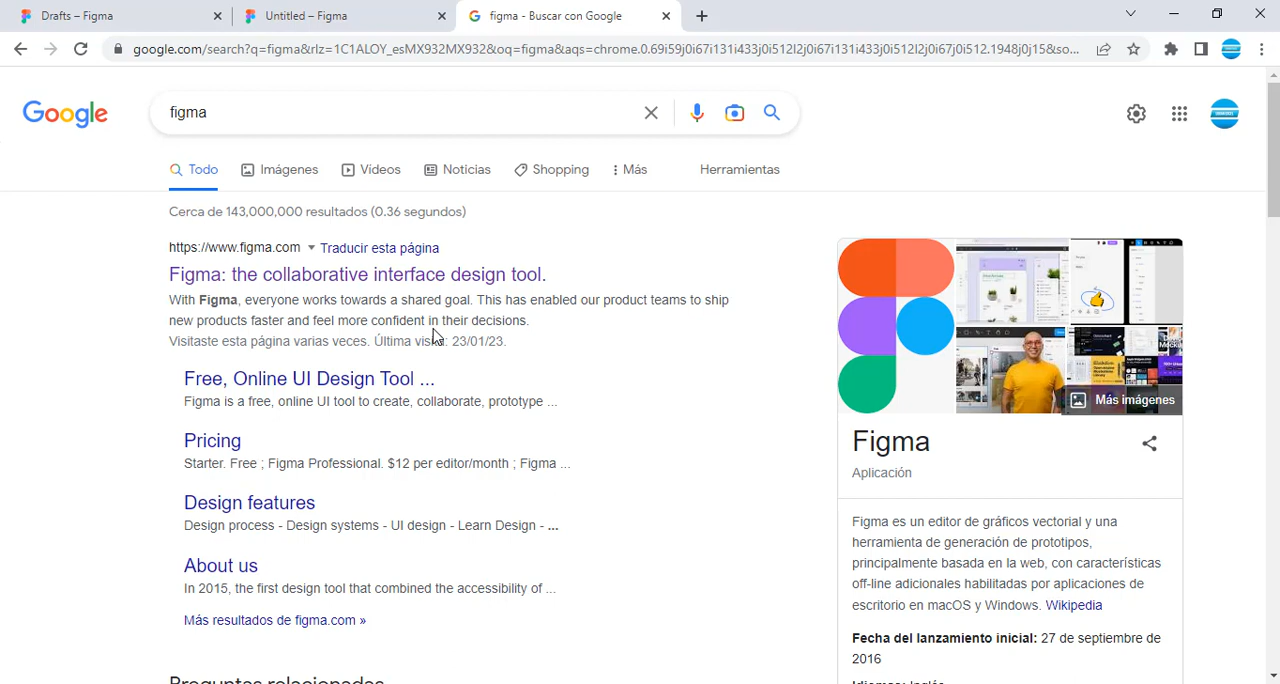 Drafts – Figma
Untitled – Figma
figma - Buscar con Google
google.com/search?q=figma&rlz=1C1ALOY_esMX932MX932&oq=figma&aqs=chrome.0.69i59j0i67i131i433j0i512l2j0i67i131i433j0i512l2j0i67j0i512.1948j0j15&so...
Google
figma
Todo
Imágenes
Videos
Noticias
Shopping
Más
Herramientas
Cerca de 143,000,000 resultados (0.36 segundos)
https://www.figma.com Traducir esta página
Figma: the collaborative interface design tool.
With Figma, everyone works towards a shared goal. This has enabled our product teams to ship
new products faster and feel more confident in their decisions.
Visitaste esta página varias veces. Última visita: 23/01/23.
Free, Online UI Design Tool ...
Figma is a free, online UI tool to create, collaborate, prototype ...
Pricing
Starter. Free ; Figma Professional. $12 per editor/month ; Figma ...
Design features
Design process - Design systems - UI design - Learn Design - ...
About us
In 2015, the first design tool that combined the accessibility of ...
Más resultados de figma.com »
Preguntas relacionadas
Más imágenes
Figma
Aplicación
Figma es un editor de gráficos vectorial y una
herramienta de generación de prototipos,
principalmente basada en la web, con características
off-line adicionales habilitadas por aplicaciones de
escritorio en macOS y Windows. Wikipedia
Fecha del lanzamiento inicial: 27 de septiembre de
2016
Idiomas: Inglés